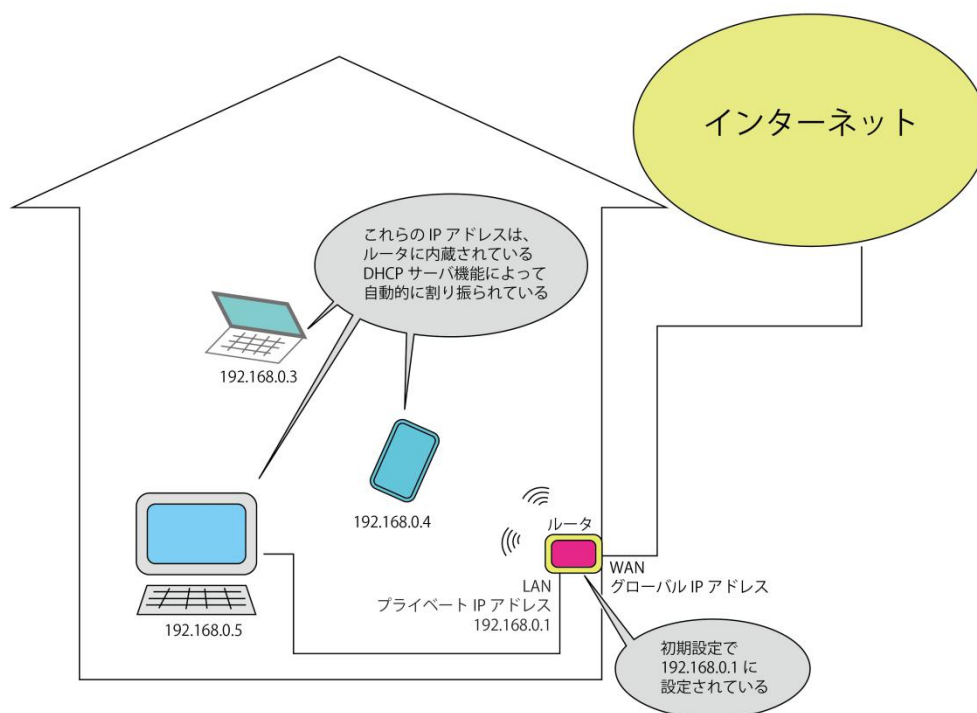 インターネット
これらの IP アドレスは、
ルータに内蔵されている
DHCP サーバ機能によって
自動的に割り振られている
192.168.0.3
192.168.0.4
192.168.0.5
ルータ
LAN
プライベート IP アドレス
192.168.0.1
WAN
グローバル IP アドレス
初期設定で
192.168.0.1 に
設定されている